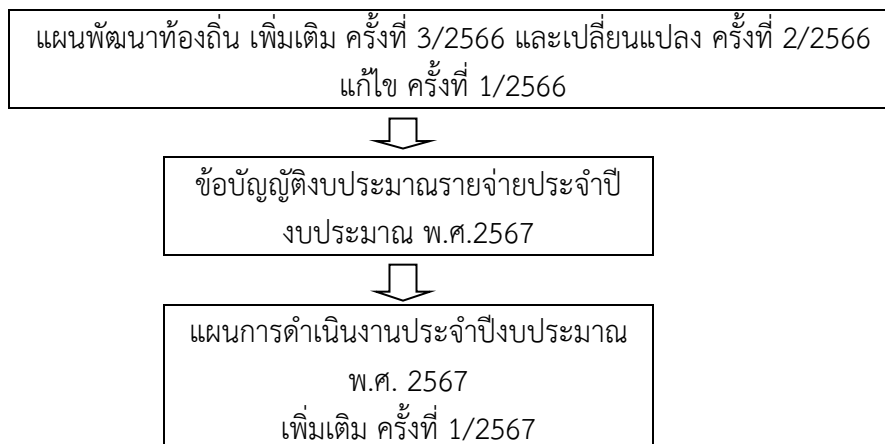 แผนพัฒนาท้องถิ่น เพิ่มเติม ครั้งที่ 3/2566 และเปลี่ยนแปลง ครั้งที่ 2/2566
แก้ไข ครั้งที่ 1/2566
ข้อบัญญัติงบประมาณรายจ่ายประจำปี
งบประมาณ พ.ศ.2567
แผนการดำเนินงานประจำปีงบประมาณ
พ.ศ. 2567
เพิ่มเติม ครั้งที่ 1/2567